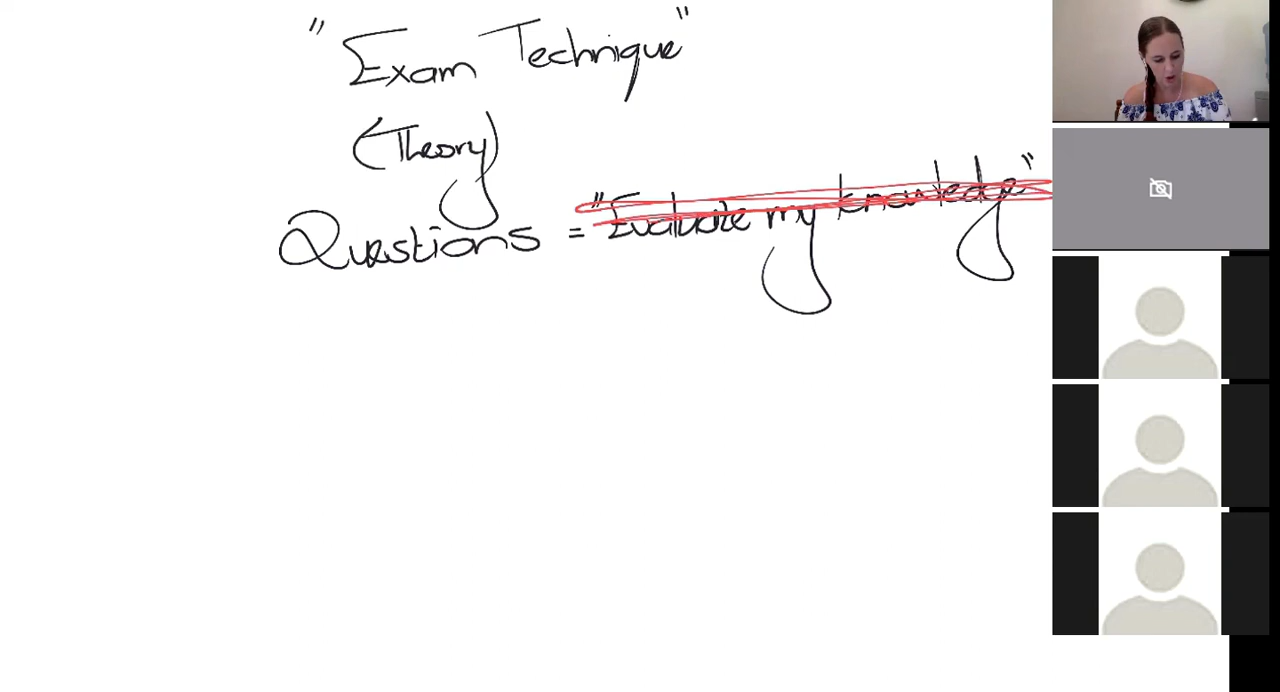 "Exam Technique"
(Theory)
Questions = "Evaluate my knowledge"